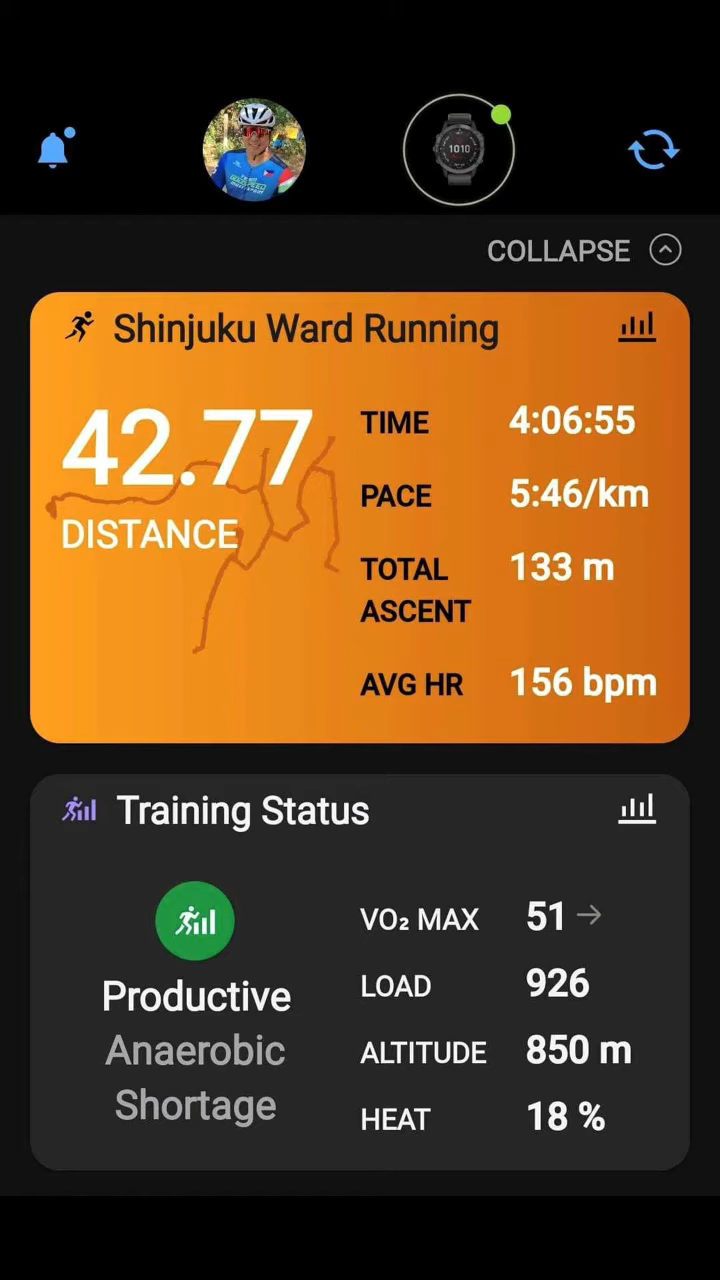 1010
COLLAPSE
Shinjuku Ward Running
42.77
DISTANCE
TIME 4:06:55
PACE 5:46/km
TOTAL ASCENT 133 m
AVG HR 156 bpm
Training Status
Productive
Anaerobic
Shortage
VO₂ MAX 51 →
LOAD 926
ALTITUDE 850 m
HEAT 18 %